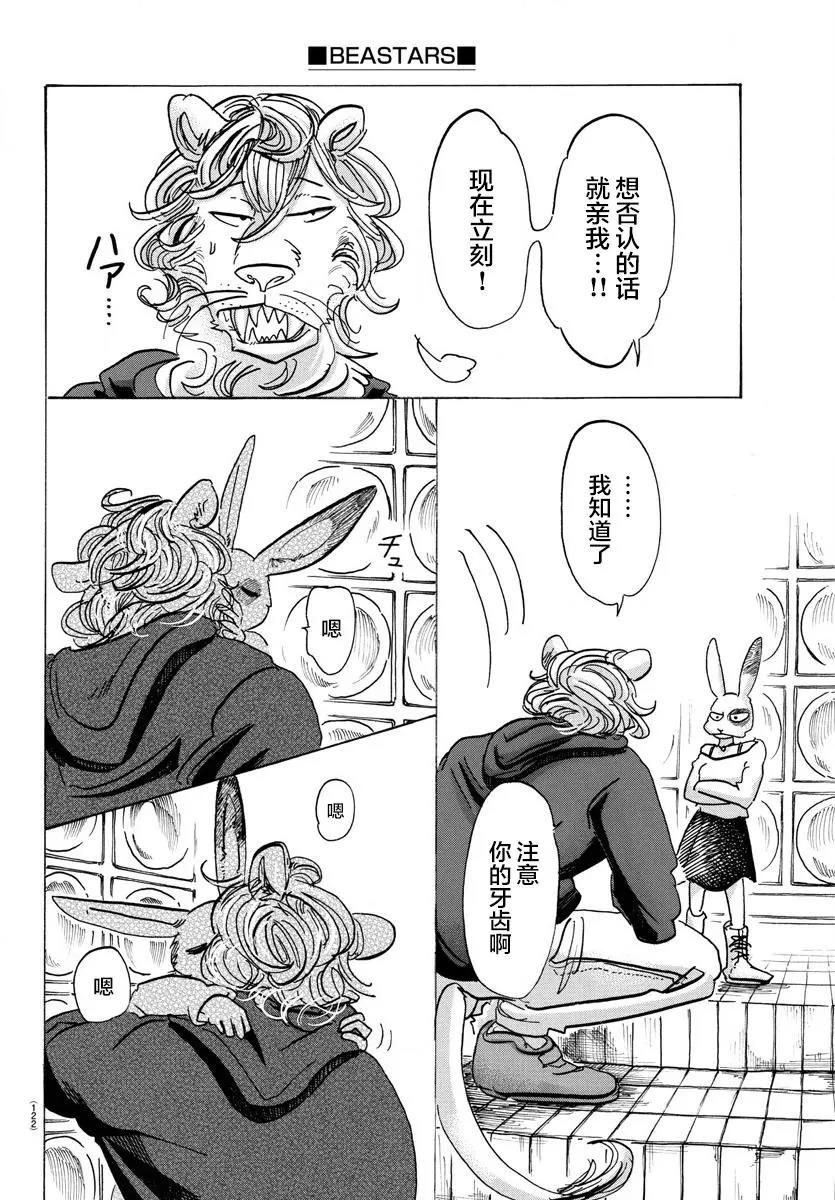 ■BEASTARS■
想否认的话
就亲我…!!
现在立刻！
ハァ……
……
我知道了
注意
你的牙齿啊
チュ
嗯
嗯
嗯
(122)